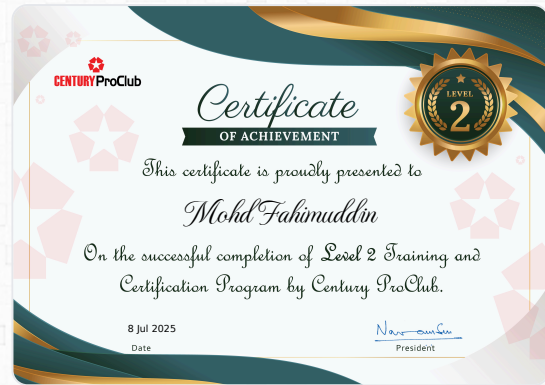 CENTURY ProClub
Certificate
OF ACHIEVEMENT
LEVEL
2
This certificate is proudly presented to
Mohd Fahimuddin
On the successful completion of Level 2 Training and
Certification Program by Century ProClub.
8 Jul 2025
Date
President